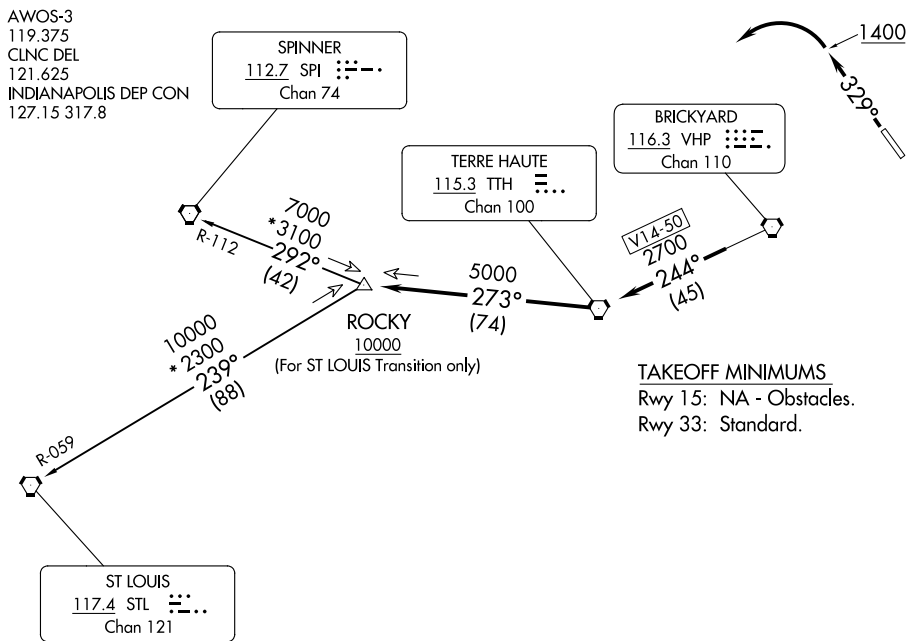 AWOS-3
119.375
CLNC DEL
121.625
INDIANAPOLIS DEP CON
127.15 317.8
SPINNER
112.7 SPI
Chan 74
TERRE HAUTE
115.3 TTH
Chan 100
BRICKYARD
116.3 VHP
Chan 110
1400
329°
R-112
7000
*3100
292°
(42)
5000
273°
(74)
V14-50
2700
244°
(45)
ROCKY
10000
(For ST LOUIS Transition only)
10000
*2300
239°
(88)
R-059
TAKEOFF MINIMUMS
Rwy 15: NA - Obstacles.
Rwy 33: Standard.
ST LOUIS
117.4 STL
Chan 121